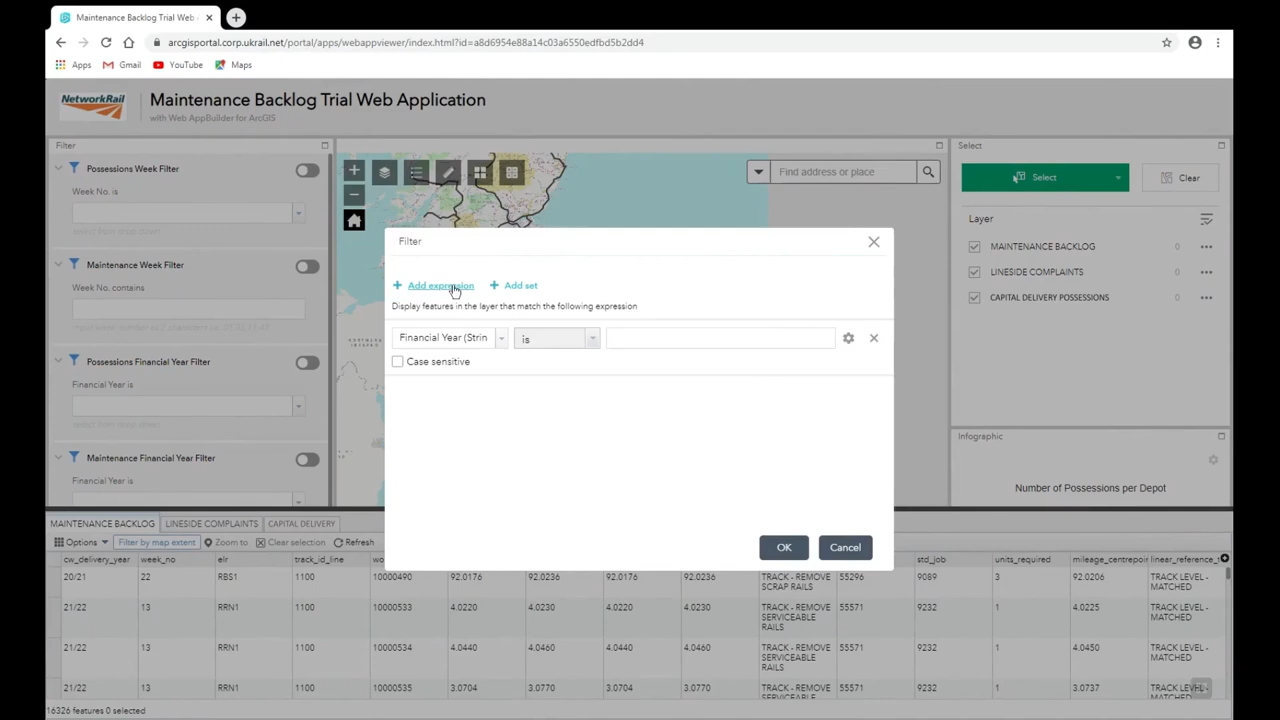 Maintenance Backlog Trial Web
arcgisportal.corp.ukrail.net/portal/apps/webappviewer/index.html?id=a8d6954e88a14c03a6550edfbd5b2dd4
Apps Gmail YouTube Maps
NetworkRail
Maintenance Backlog Trial Web Application
with Web AppBuilder for ArcGIS
Filter
Possessions Week Filter
Week No. is
select from drop down
Maintenance Week Filter
Week No. contains
Possessions Financial Year Filter
Financial Year is
Maintenance Financial Year Filter
Financial Year is
Find address or place
Filter
Add expression Add set
Display features in the layer that match the following expression
Financial Year (Strin is
Case sensitive
OK Cancel
Select
Select Clear
Layer
MAINTENANCE BACKLOG 0
LINESIDE COMPLAINTS 0
CAPITAL DELIVERY POSSESSIONS 0
Infographic
Number of Possessions per Depot
MAINTENANCE BACKLOG LINESIDE COMPLAINTS CAPITAL DELIVERY
Options Filter by map extent Zoom to Clear selection Refresh
cw_delivery_year week_no elr track_id_line wo std_job units_required mileage_centrepoin linear_reference_t
20/21 22 RBS1 1100 10000490 92.0176 92.0236 92.0176 92.0236 TRACK - REMOVE SCRAP RAILS 55296 9089 3 92.0206 TRACK LEVEL - MATCHED
21/22 13 RRN1 1100 10000533 4.0220 4.0230 4.0220 4.0230 TRACK - REMOVE SERVICEABLE RAILS 55571 9232 1 4.0225 TRACK LEVEL - MATCHED
21/22 13 RRN1 1100 10000534 4.0440 4.0460 4.0440 4.0460 TRACK - REMOVE SERVICEABLE RAILS 55571 9232 1 4.0450 TRACK LEVEL - MATCHED
21/22 13 RRN1 1100 10000535 3.0704 3.0770 3.0704 3.0770 TRACK - REMOVE SERVICEABLE 55571 9232 1 3.0737 TRACK LEVEL - MATCHED
16326 features 0 selected